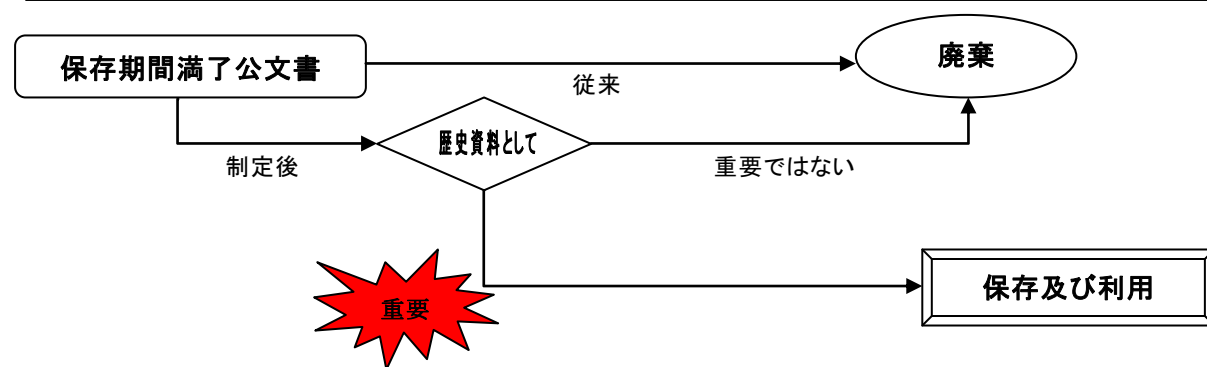 保存期間満了公文書
廃棄
従来
歴史資料として
制定後
重要ではない
重要
保存及び利用